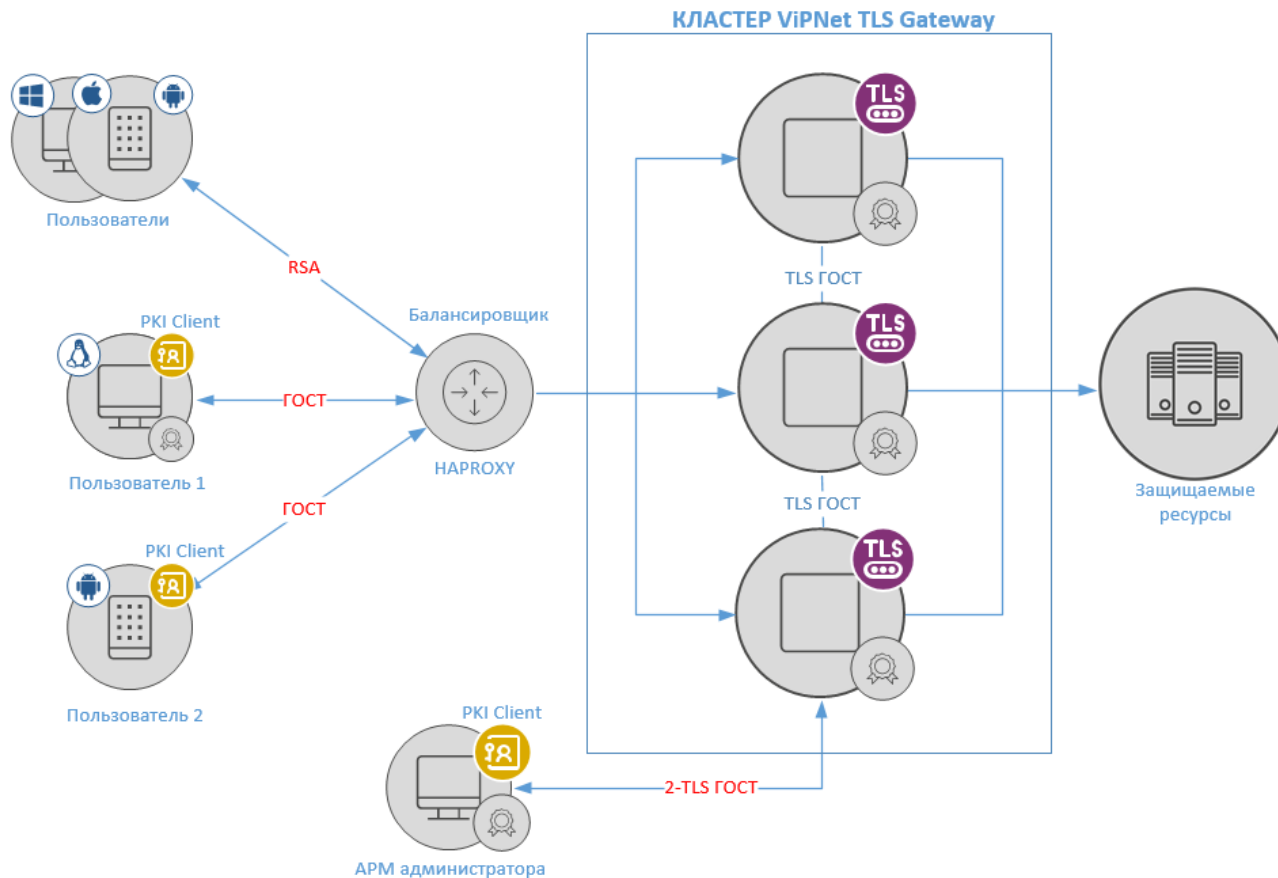 КЛАСТЕР ViPNet TLS Gateway
TLS
Пользователи
RSA
TLS ГОСТ
PKI Client
Балансировщик
TLS
ГОСТ
HAPROXY
Пользователь 1
Защищаемые
ресурсы
TLS ГОСТ
ГОСТ
PKI Client
TLS
Пользователь 2
PKI Client
2-TLS ГОСТ
АРМ администратора